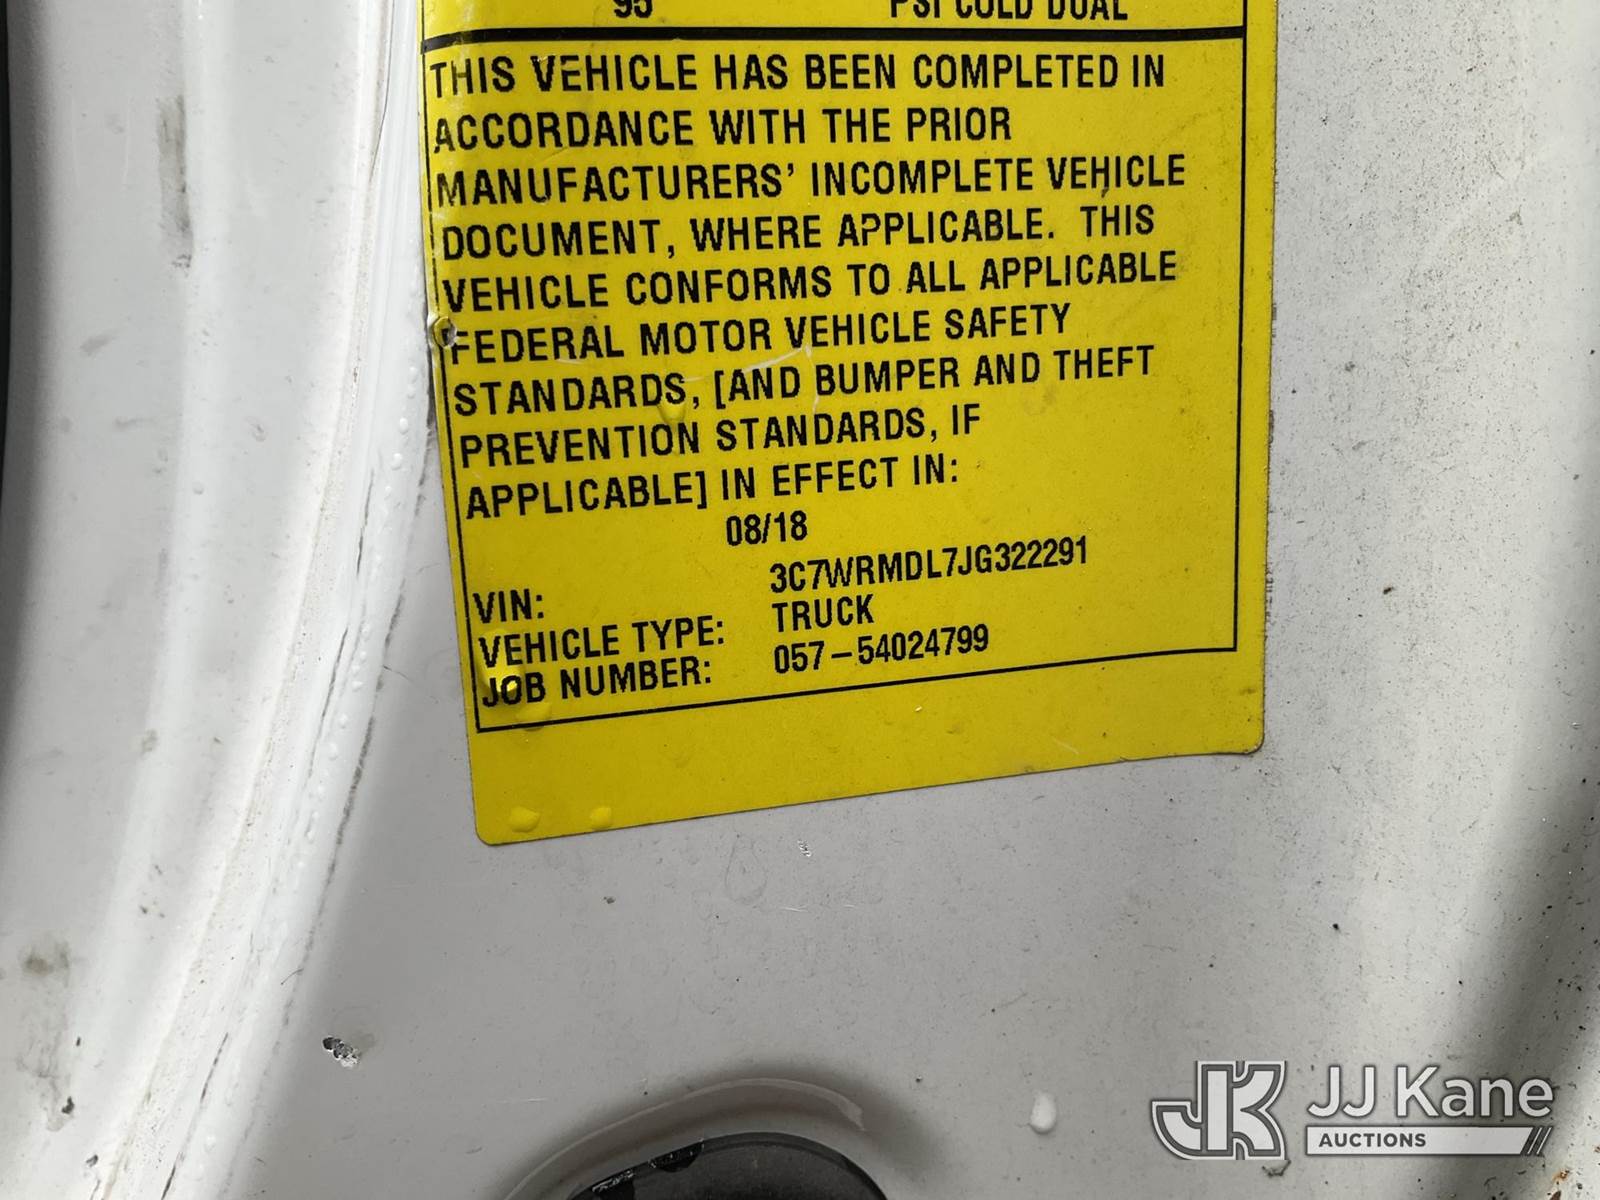 95 PSI COLD DUAL
THIS VEHICLE HAS BEEN COMPLETED IN
ACCORDANCE WITH THE PRIOR
MANUFACTURERS' INCOMPLETE VEHICLE
DOCUMENT, WHERE APPLICABLE. THIS
VEHICLE CONFORMS TO ALL APPLICABLE
FEDERAL MOTOR VEHICLE SAFETY
STANDARDS, [AND BUMPER AND THEFT
PREVENTION STANDARDS, IF
APPLICABLE] IN EFFECT IN:
08/18
VIN: 3C7WRMDL7JG322291
VEHICLE TYPE: TRUCK
JOB NUMBER: 057-54024799
JK JJ Kane
AUCTIONS